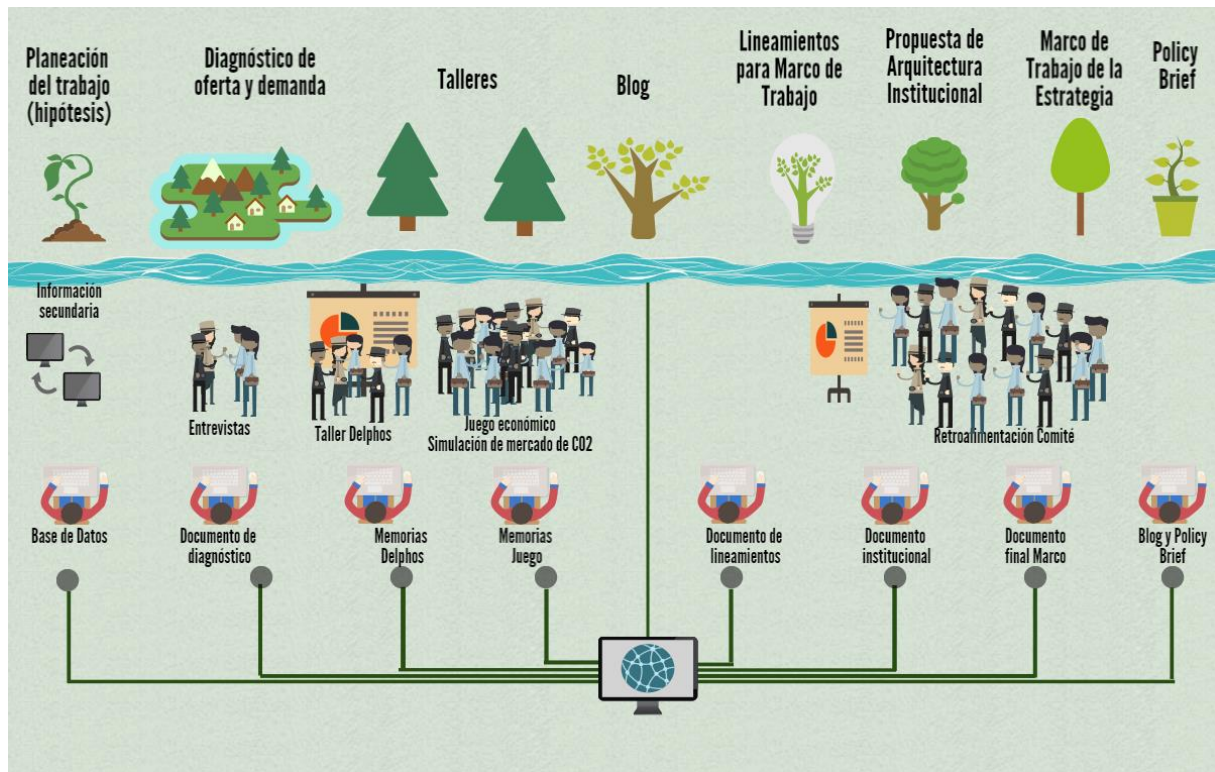 Planeación
del trabajo
(hipótesis)
Diagnóstico de
oferta y demanda
Talleres
Blog
Lineamientos
para Marco de
Trabajo
Propuesta de
Arquitectura
Institucional
Marco de
Trabajo de la
Estrategia
Policy
Brief
Información
secundaria
Entrevistas
Taller Delphos
Juego económico
Simulación de mercado de CO2
Retroalimentación Comité
Base de Datos
Documento de
diagnóstico
Memorias
Delphos
Memorias
Juego
Documento de
lineamientos
Documento
institucional
Documento
final Marco
Blog y Policy
Brief